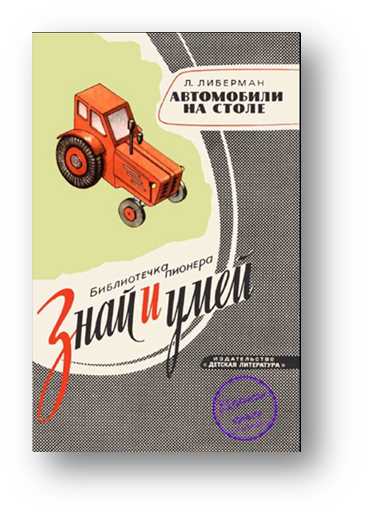 Л. ЛИБЕРМАН
АВТОМОБИЛИ
НА СТОЛЕ
Библиотечка
пионера
Знай и умей
ИЗДАТЕЛЬСТВО
« ДЕТСКАЯ ЛИТЕРАТУРА »